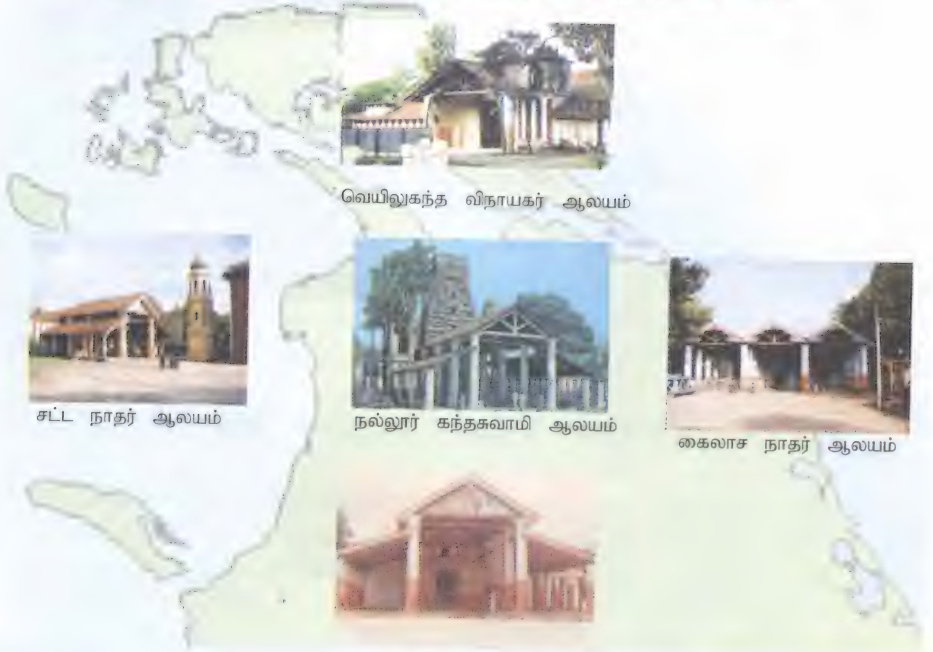 வெயிலுகந்த விநாயகர் ஆலயம்
சட்ட நாதர் ஆலயம்
நல்லூர் கந்தசுவாமி ஆலயம்
கைலாச நாதர் ஆலயம்